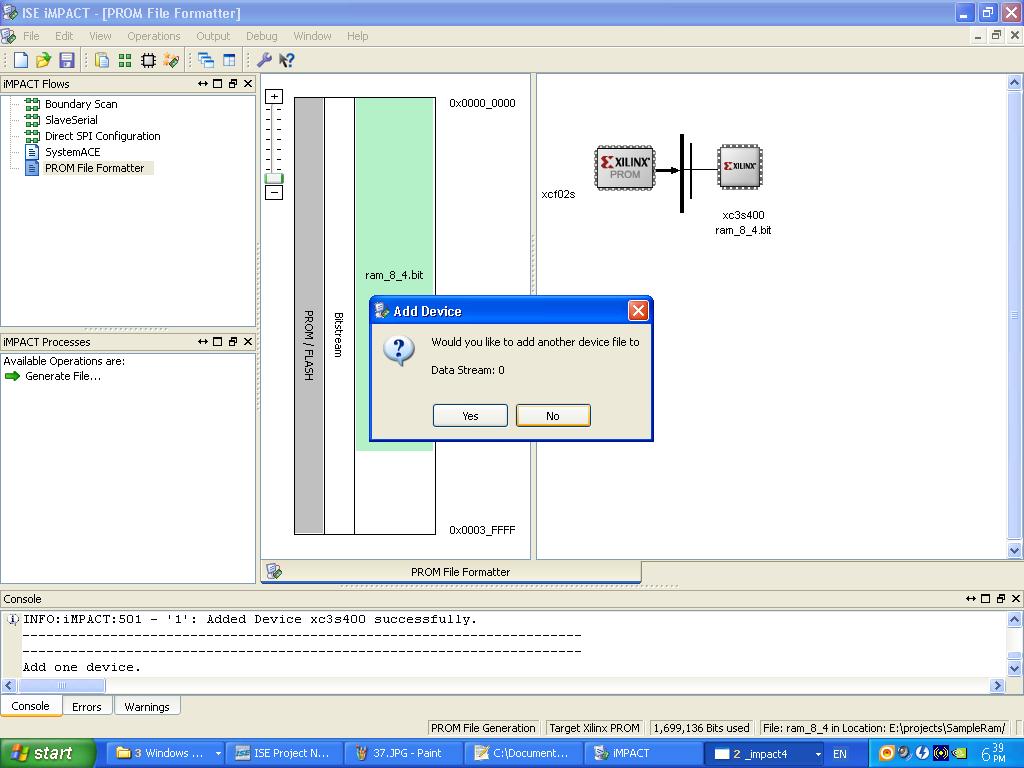 ISE iMPACT - [PROM File Formatter]
File Edit View Operations Output Debug Window Help
iMPACT Flows
Boundary Scan
SlaveSerial
Direct SPI Configuration
SystemACE
PROM File Formatter
iMPACT Processes
Available Operations are:
Generate File...
+
-
PROM / FLASH
Bitstream
ram_8_4.bit
0x0000_0000
0x0003_FFFF
PROM File Formatter
xcf02s
XILINX
PROM
XILINX
xc3s400
ram_8_4.bit
Add Device
Would you like to add another device file to
Data Stream: 0
Yes No
Console
INFO:iMPACT:501 - '1': Added Device xc3s400 successfully.
----------------------------------------------------------------------
----------------------------------------------------------------------
Add one device.
Console Errors Warnings
PROM File Generation Target Xilinx PROM 1,699,136 Bits used File: ram_8_4 in Location: E:\projects\SampleRam/
start 3 Windows ... ISE Project N... 37.JPG - Paint C:\Document... iMPACT 2 _impact4 EN 6:39 PM